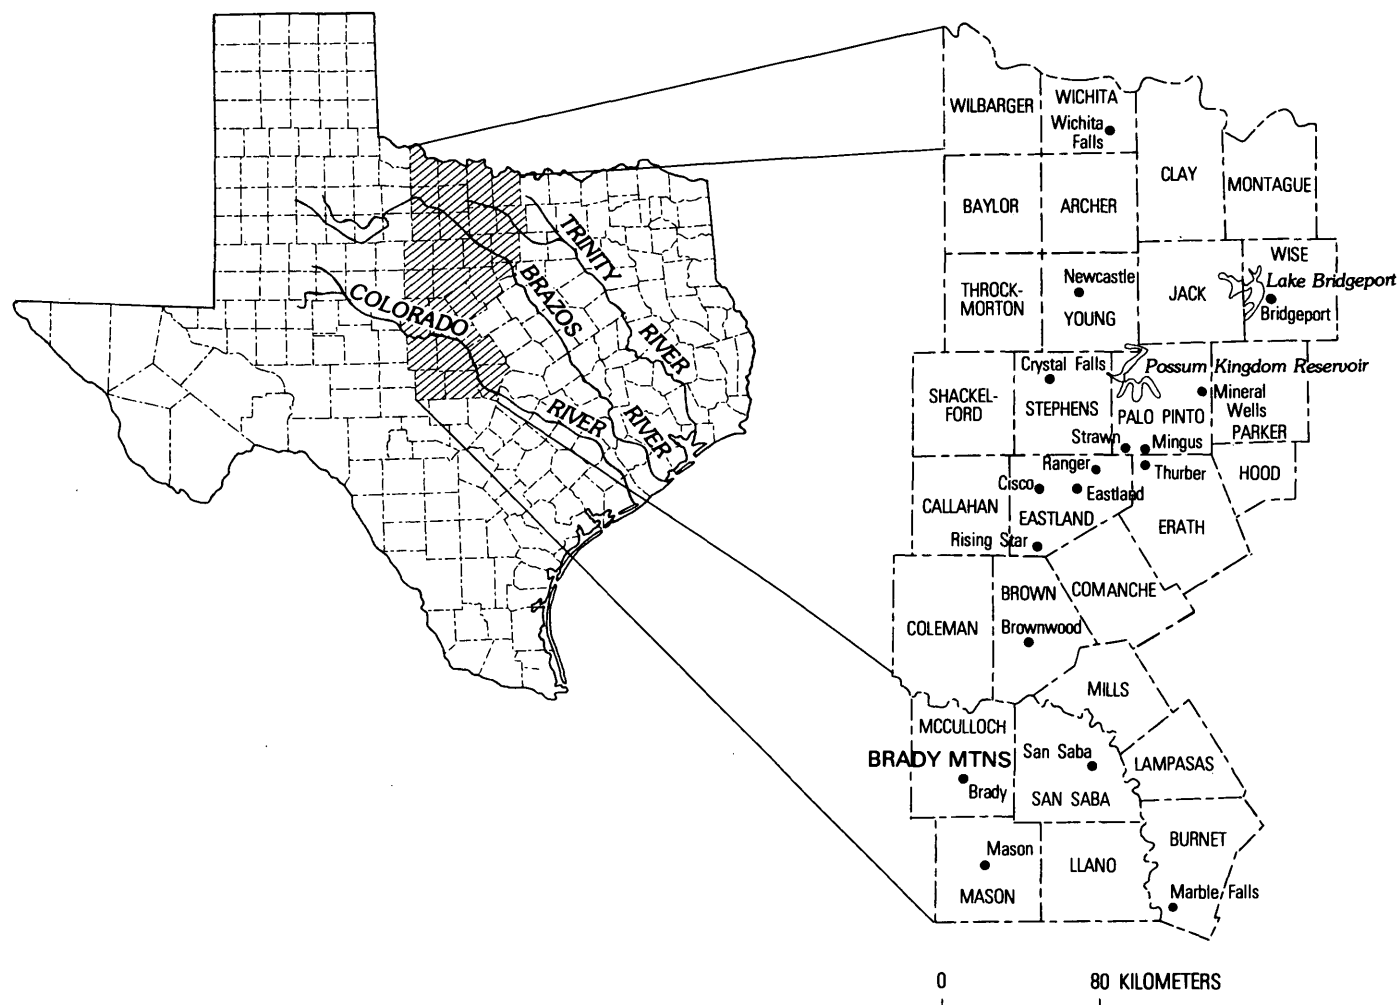 TRINITY
RIVER
BRAZOS
RIVER
COLORADO
RIVER
WILBARGER
WICHITA
Wichita
Falls
CLAY
MONTAGUE
BAYLOR
ARCHER
WISE
Lake Bridgeport
Bridgeport
THROCK-
MORTON
Newcastle
YOUNG
JACK
Crystal Falls
Possum Kingdom Reservoir
SHACKEL-
FORD
STEPHENS
PALO PINTO
Mineral
Wells
PARKER
Strawn
Mingus
Ranger
Thurber
HOOD
Cisco
Eastland
CALLAHAN
EASTLAND
ERATH
Rising Star
BROWN
COMANCHE
COLEMAN
Brownwood
MILLS
MCCULLOCH
BRADY MTNS
San Saba
LAMPASAS
Brady
SAN SABA
BURNET
Mason
LLANO
MASON
Marble Falls
0 80 KILOMETERS